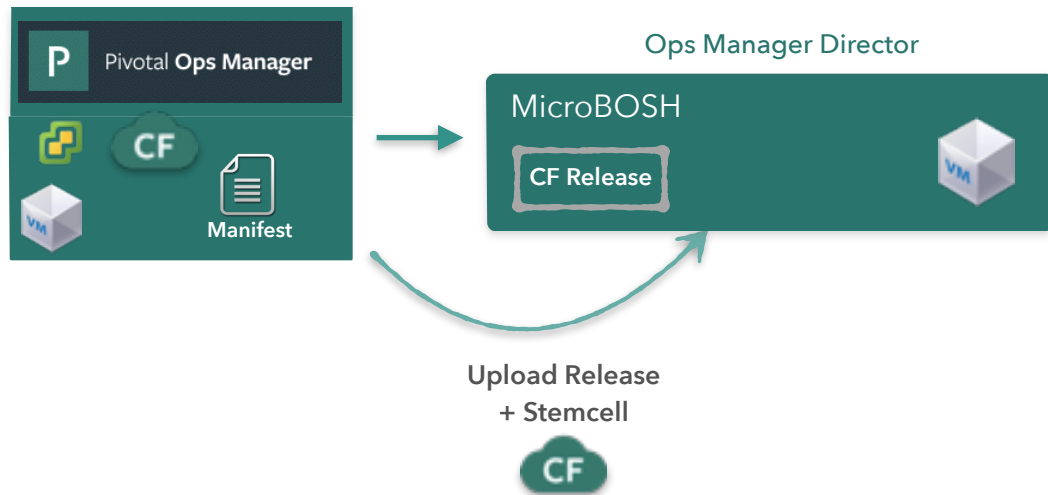 P
Pivotal Ops Manager
CF
VM
Manifest
Ops Manager Director
MicroBOSH
CF Release
VM
Upload Release
+ Stemcell
CF